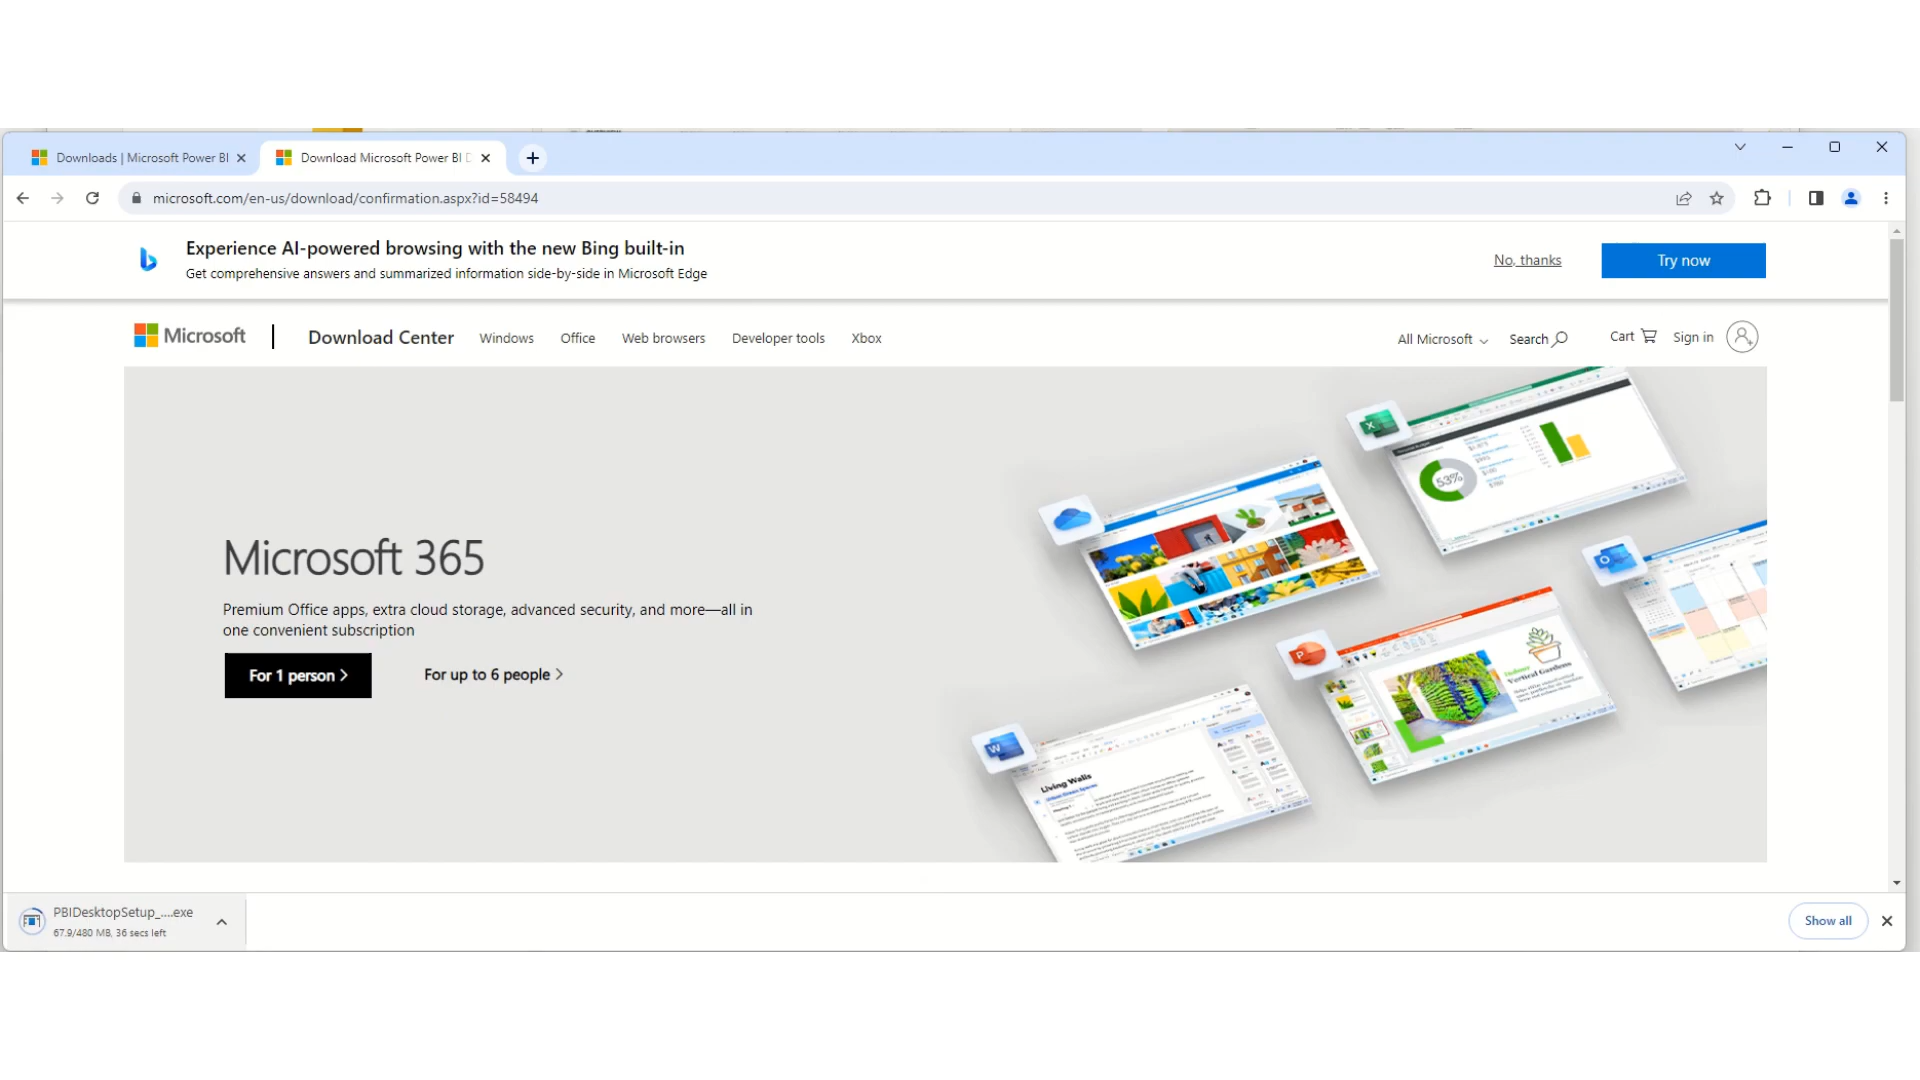 Downloads | Microsoft Power BI
Download Microsoft Power BI D
microsoft.com/en-us/download/confirmation.aspx?id=58494
Experience AI-powered browsing with the new Bing built-in
Get comprehensive answers and summarized information side-by-side in Microsoft Edge
No, thanks
Try now
Microsoft
Download Center
Windows
Office
Web browsers
Developer tools
Xbox
All Microsoft
Search
Cart
Sign in
Microsoft 365
Premium Office apps, extra cloud storage, advanced security, and more—all in
one convenient subscription
For 1 person
For up to 6 people
53%
Vertical Gardens
Living Walls
PBIDesktopSetup_....exe
67.9/480 MB, 36 secs left
Show all